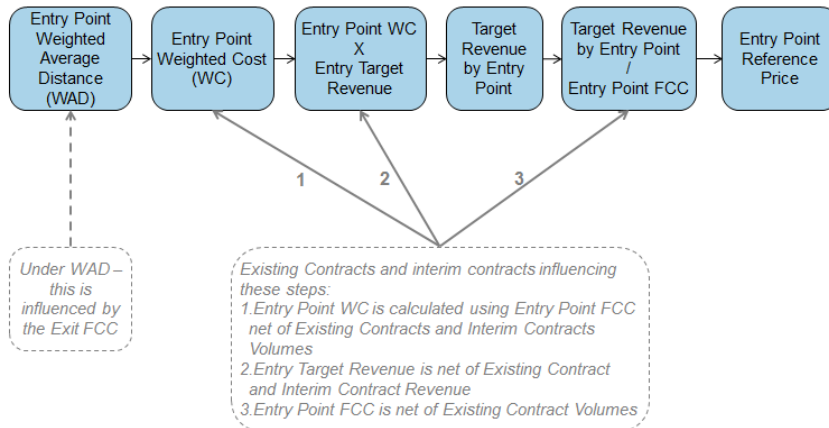 Entry Point
Weighted
Average
Distance
(WAD)
Entry Point
Weighted Cost
(WC)
Entry Point WC
X
Entry Target
Revenue
Target
Revenue
by Entry
Point
Target Revenue
by Entry Point
/
Entry Point FCC
Entry Point
Reference
Price
1
2
3
Under WAD –
this is
influenced by
the Exit FCC
Existing Contracts and interim contracts influencing
these steps:
1.Entry Point WC is calculated using Entry Point FCC
net of Existing Contracts and Interim Contracts
Volumes
2.Entry Target Revenue is net of Existing Contract
and Interim Contract Revenue
3.Entry Point FCC is net of Existing Contract Volumes